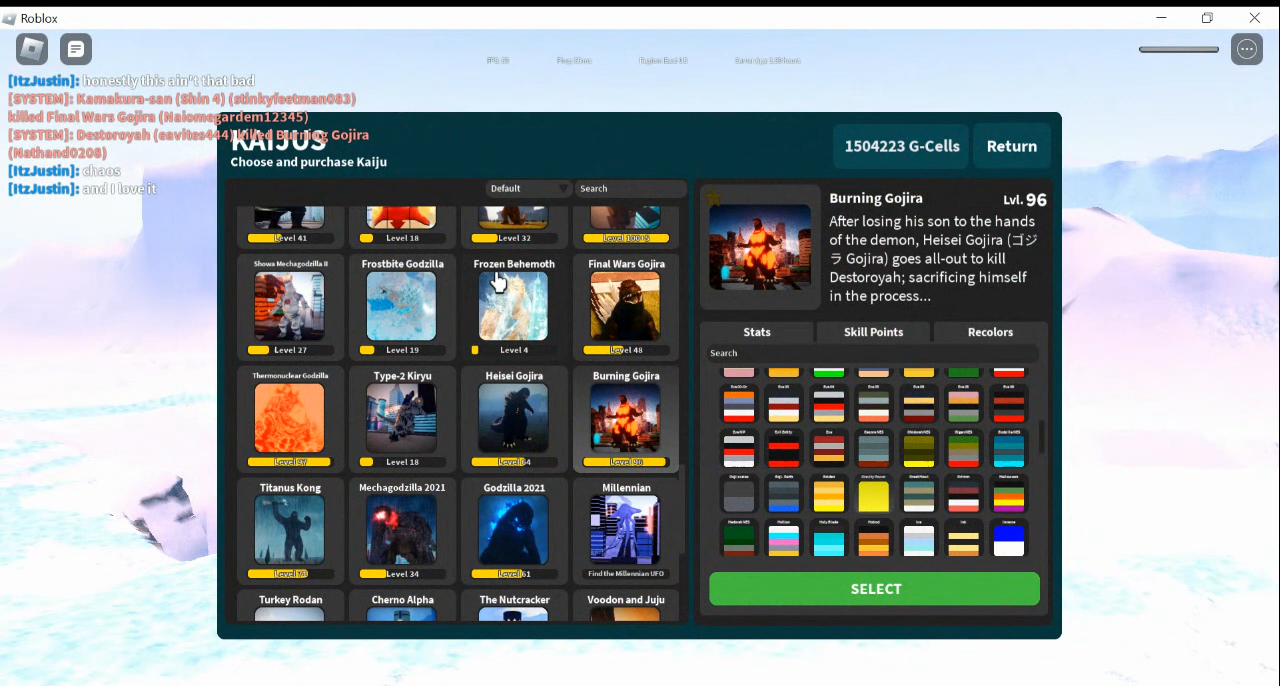 Roblox
[ItzJustin]: honestly this ain't that bad
[SYSTEM]: Kamakura-san (Shin 4) (stinkyfeetman083)
killed Final Wars Gojira (Naiomegardem12345)
[SYSTEM]: Destoroyah (eavites444) killed Burning Gojira
(Nathand0208)
[ItzJustin]: chaos
[ItzJustin]: and I love it
KAIJUS
Choose and purchase Kaiju
1504223 G-Cells
Return
Default
Search
Level 41
Level 18
Level 32
Showa Mechagodzilla II
Frostbite Godzilla
Frozen Behemoth
Final Wars Gojira
Level 27
Level 19
Level 4
Level 48
Thermonuclear Godzilla
Type-2 Kiryu
Heisei Gojira
Burning Gojira
Level 97
Level 18
Level 64
Level 96
Titanus Kong
Mechagodzilla 2021
Godzilla 2021
Millennian
Level 34
Level 61
Find the Millennian UFO
Turkey Rodan
Cherno Alpha
The Nutcracker
Voodon and Juju
Burning Gojira
Lvl. 96
After losing his son to the hands
of the demon, Heisei Gojira (ゴジ
ラ Gojira) goes all-out to kill
Destoroyah; sacrificing himself
in the process...
Stats
Skill Points
Recolors
Search
SELECT